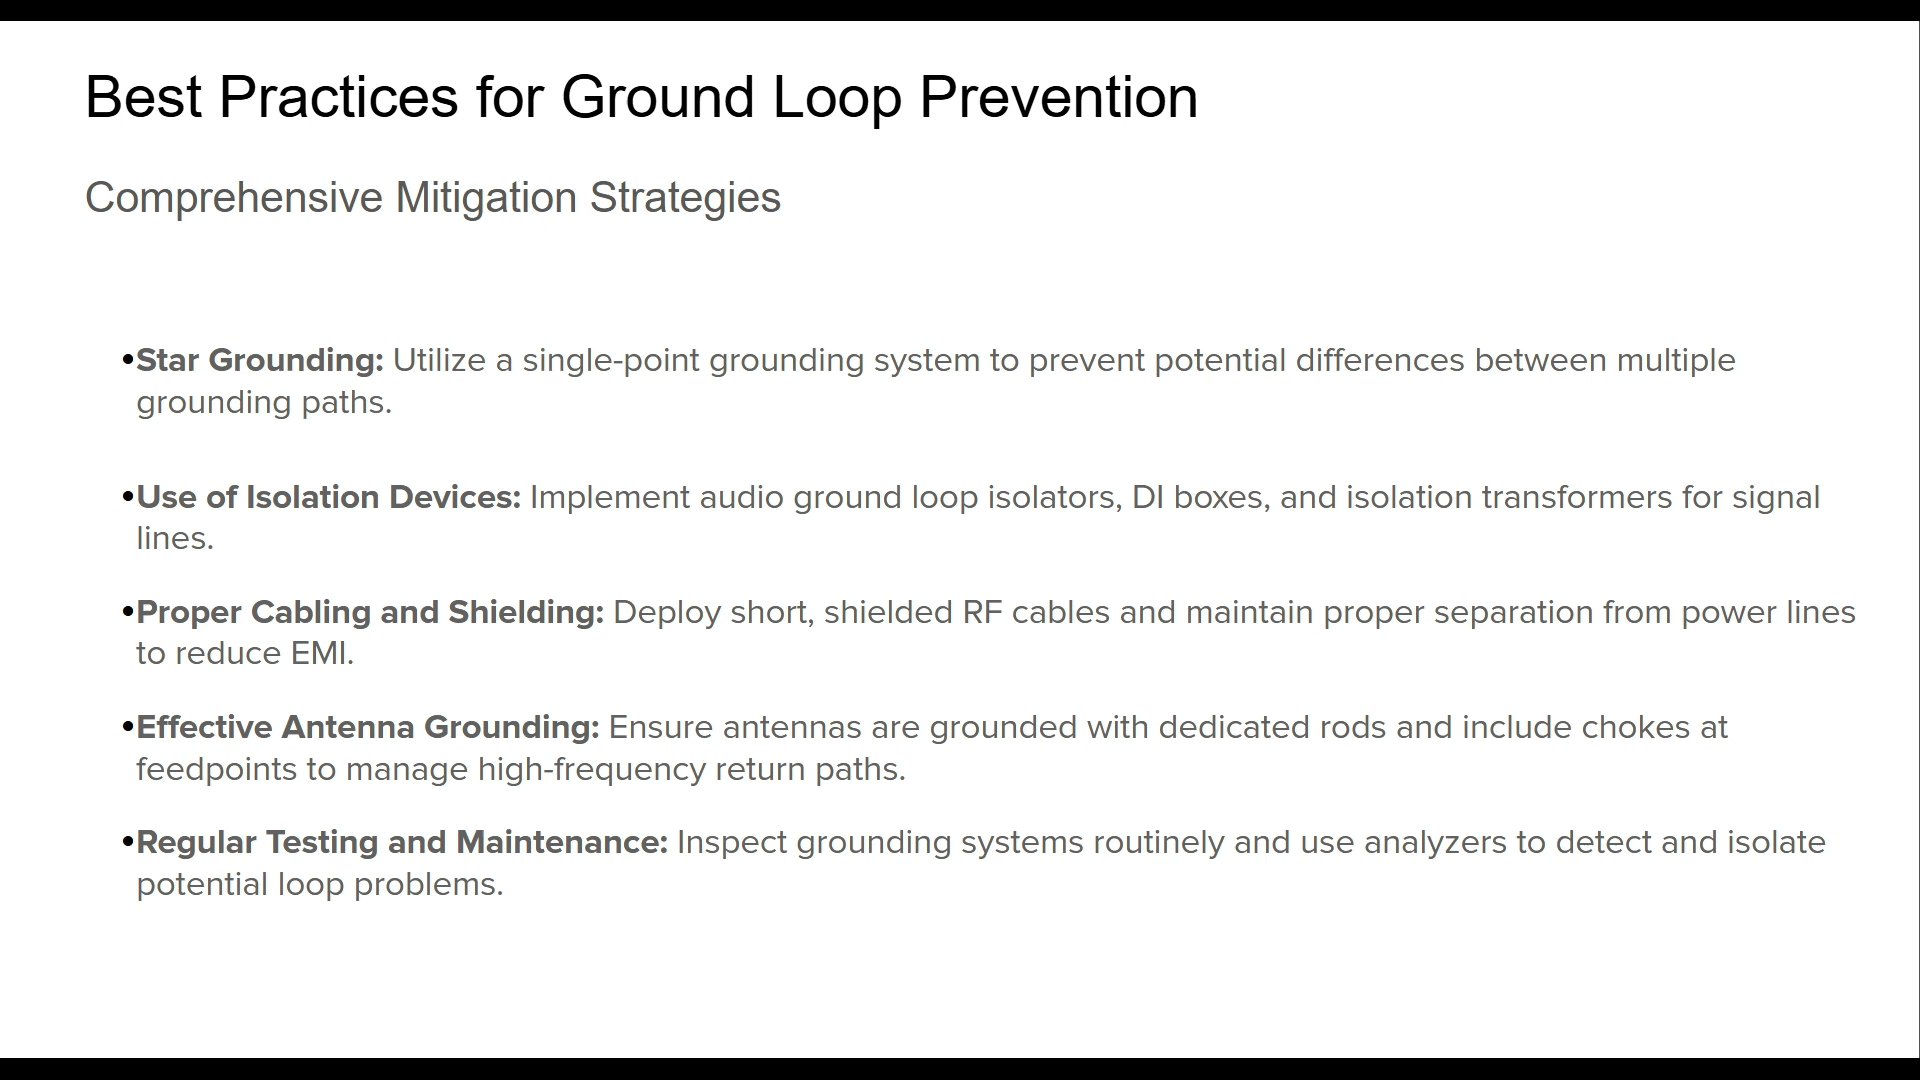 Best Practices for Ground Loop Prevention
Comprehensive Mitigation Strategies
•Star Grounding: Utilize a single-point grounding system to prevent potential differences between multiple
grounding paths.
•Use of Isolation Devices: Implement audio ground loop isolators, DI boxes, and isolation transformers for signal
lines.
•Proper Cabling and Shielding: Deploy short, shielded RF cables and maintain proper separation from power lines
to reduce EMI.
•Effective Antenna Grounding: Ensure antennas are grounded with dedicated rods and include chokes at
feedpoints to manage high-frequency return paths.
•Regular Testing and Maintenance: Inspect grounding systems routinely and use analyzers to detect and isolate
potential loop problems.